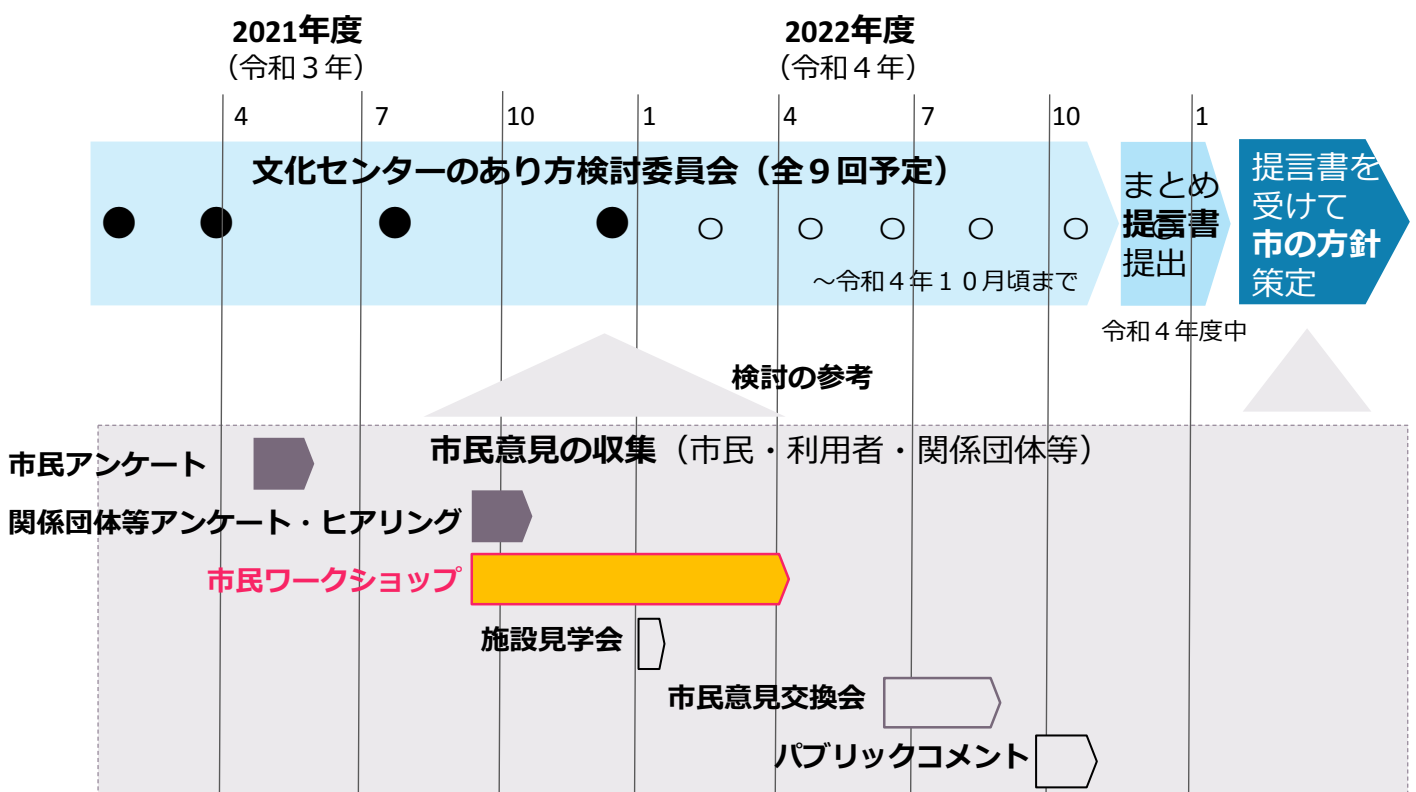 2021年度
（令和３年）
2022年度
（令和４年）
4
7
10
1
4
7
10
1
文化センターのあり方検討委員会（全９回予定）
～令和４年１０月頃まで
まとめ
提言書
提出
提言書を
受けて
市の方針
策定
令和４年度中
検討の参考
市民意見の収集（市民・利用者・関係団体等）
市民アンケート
関係団体等アンケート・ヒアリング
市民ワークショップ
施設見学会
市民意見交換会
パブリックコメント